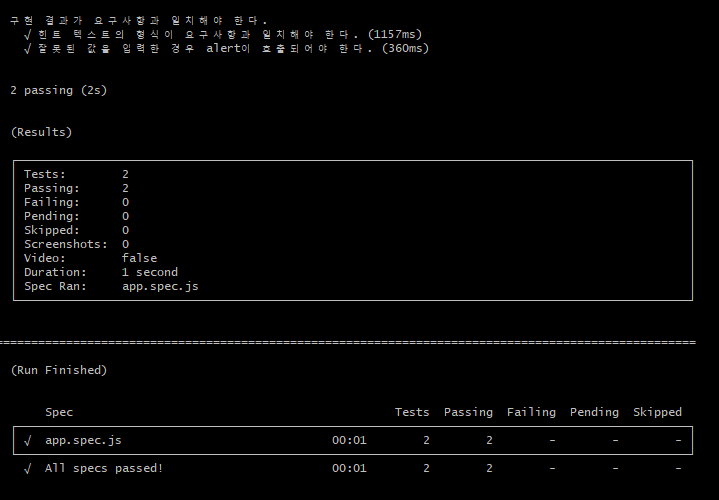 구현 결과가 요구사항과 일치해야 한다.
√ 힌트 텍스트의 형식이 요구사항과 일치해야 한다. (1157ms)
√ 잘못된 값을 입력한 경우 alert이 호출되어야 한다. (360ms)
2 passing (2s)
(Results)
Tests: 2
Passing: 2
Failing: 0
Pending: 0
Skipped: 0
Screenshots: 0
Video: false
Duration: 1 second
Spec Ran: app.spec.js
====================================================================================================
(Run Finished)
Spec Tests Passing Failing Pending Skipped
√ app.spec.js 00:01 2 2 - - -
√ All specs passed! 00:01 2 2 - - -